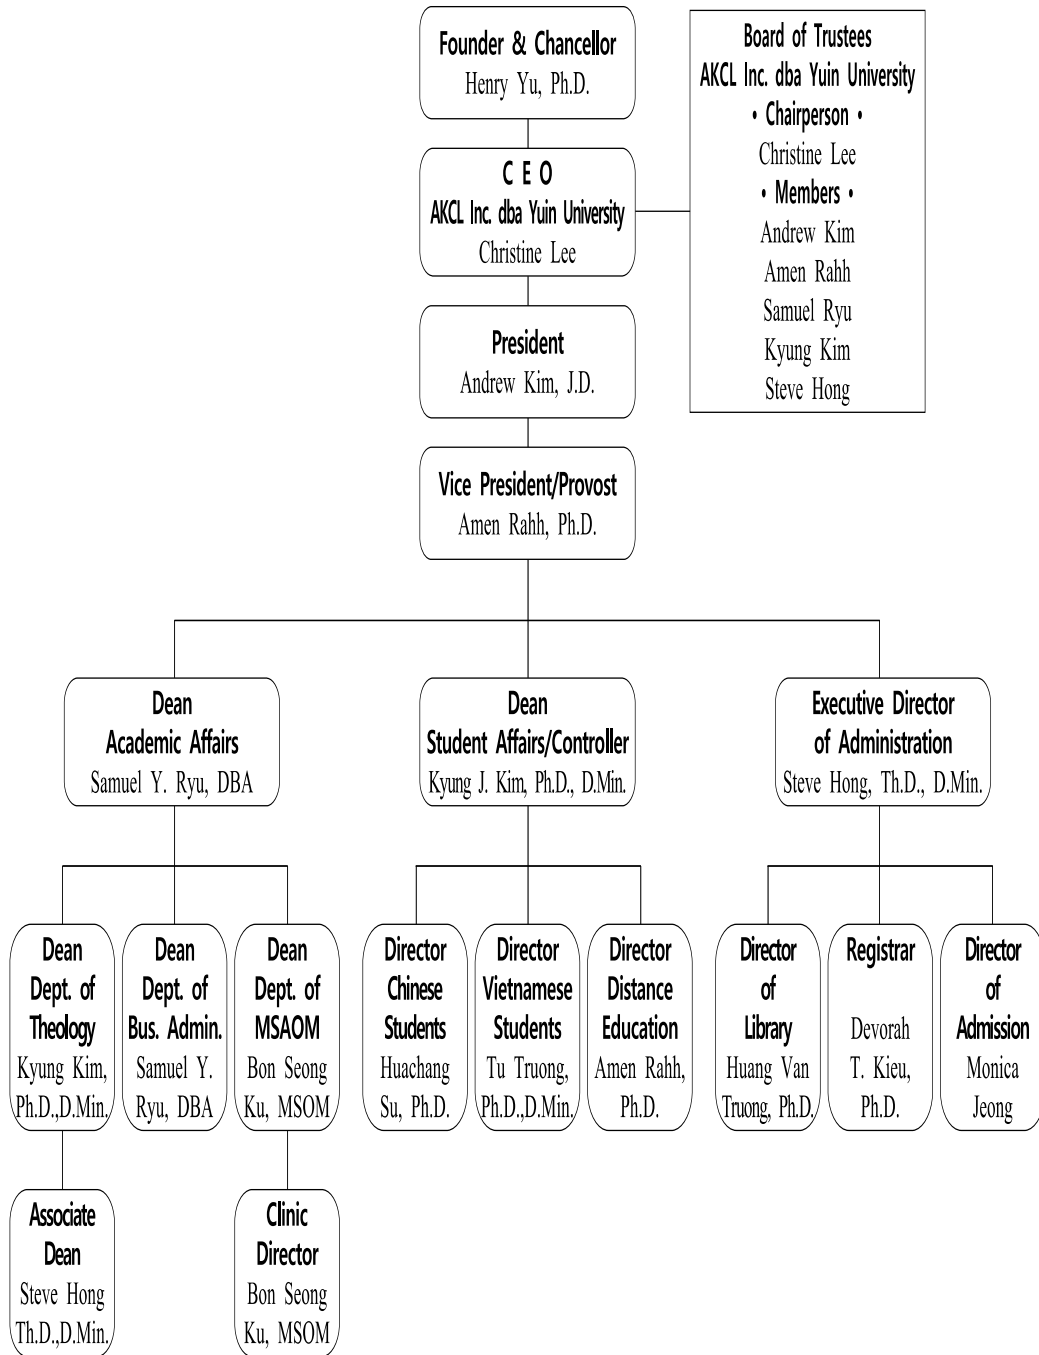 Founder & Chancellor
Henry Yu, Ph.D.
Board of Trustees
AKCL Inc. dba Yuin University
• Chairperson •
Christine Lee
• Members •
Andrew Kim
Amen Rahh
Samuel Ryu
Kyung Kim
Steve Hong
C E O
AKCL Inc. dba Yuin University
Christine Lee
President
Andrew Kim, J.D.
Vice President/Provost
Amen Rahh, Ph.D.
Dean
Academic Affairs
Samuel Y. Ryu, DBA
Dean
Student Affairs/Controller
Kyung J. Kim, Ph.D., D.Min.
Executive Director
of Administration
Steve Hong, Th.D., D.Min.
Dean
Dept. of
Theology
Kyung Kim,
Ph.D.,D.Min.
Dean
Dept. of
Bus. Admin.
Samuel Y.
Ryu, DBA
Dean
Dept. of
MSAOM
Bon Seong
Ku, MSOM
Director
Chinese
Students
Huachang
Su, Ph.D.
Director
Vietnamese
Students
Tu Truong,
Ph.D.,D.Min.
Director
Distance
Education
Amen Rahh,
Ph.D.
Director
of
Library
Huang Van
Truong, Ph.D.
Registrar
Devorah
T. Kieu,
Ph.D.
Director
of
Admission
Monica
Jeong
Associate
Dean
Steve Hong
Th.D.,D.Min.
Clinic
Director
Bon Seong
Ku, MSOM